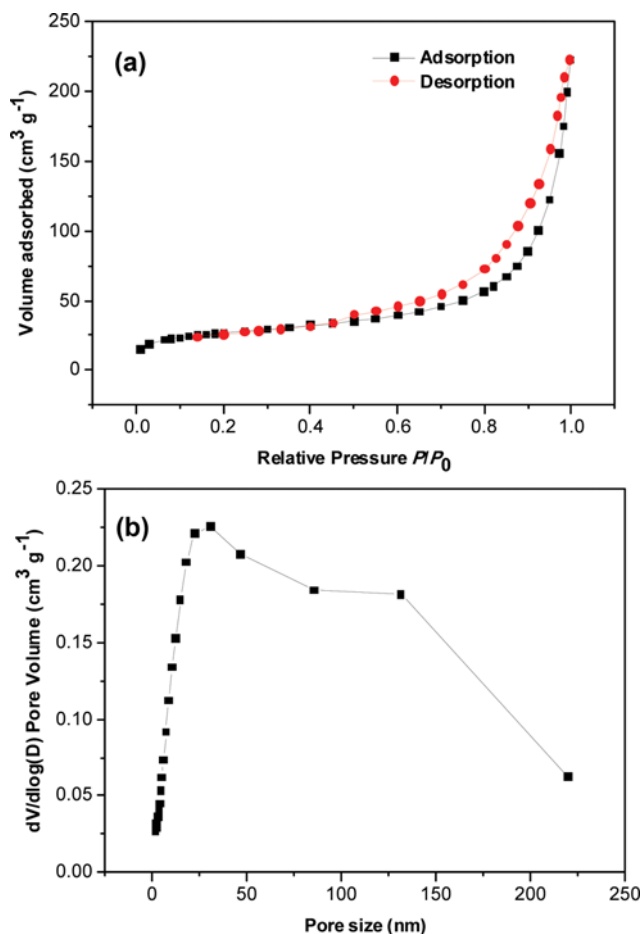 (a)
Adsorption
Desorption
Volume adsorbed (cm³ g⁻¹)
250
200
150
100
50
0
0.0 0.2 0.4 0.6 0.8 1.0
Relative Pressure P/P₀
(b)
dV/dlog(D) Pore Volume (cm³ g⁻¹)
0.25
0.20
0.15
0.10
0.05
0.00
0 50 100 150 200 250
Pore size (nm)